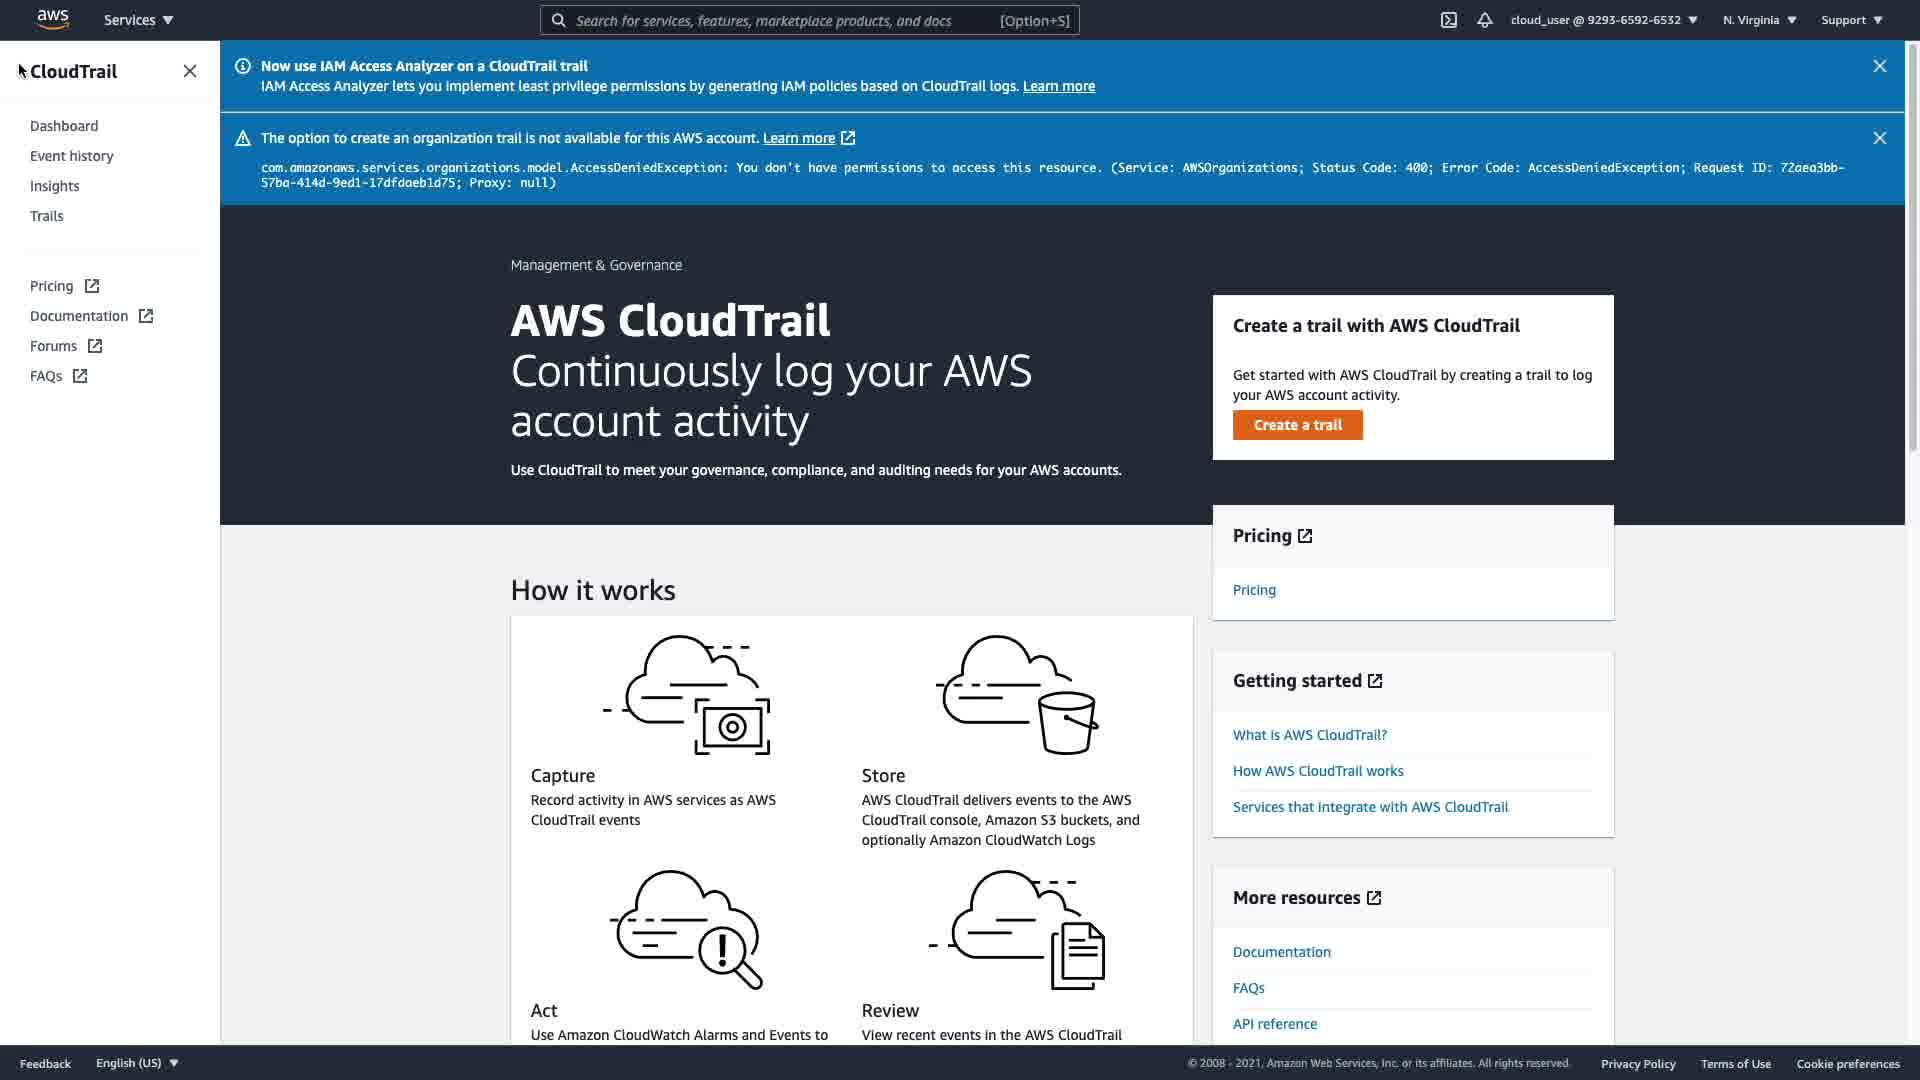 aws
Services
Search for services, features, marketplace products, and docs
[Option+S]
cloud_user @ 9293-6592-6532
N. Virginia
Support
CloudTrail
Dashboard
Event history
Insights
Trails
Pricing
Documentation
Forums
FAQs
Now use IAM Access Analyzer on a CloudTrail trail
IAM Access Analyzer lets you implement least privilege permissions by generating IAM policies based on CloudTrail logs. Learn more
The option to create an organization trail is not available for this AWS account. Learn more
com.amazonaws.services.organizations.model.AccessDeniedException: You don't have permissions to access this resource. (Service: AWSOrganizations; Status Code: 400; Error Code: AccessDeniedException; Request ID: 72aea3bb-
57ba-414d-9ed1-17dfdaeb1d75; Proxy: null)
Management & Governance
AWS CloudTrail
Continuously log your AWS
account activity
Use CloudTrail to meet your governance, compliance, and auditing needs for your AWS accounts.
Create a trail with AWS CloudTrail
Get started with AWS CloudTrail by creating a trail to log
your AWS account activity.
Create a trail
How it works
Capture
Record activity in AWS services as AWS
CloudTrail events
Store
AWS CloudTrail delivers events to the AWS
CloudTrail console, Amazon S3 buckets, and
optionally Amazon CloudWatch Logs
Act
Use Amazon CloudWatch Alarms and Events to
Review
View recent events in the AWS CloudTrail
Pricing
Pricing
Getting started
What is AWS CloudTrail?
How AWS CloudTrail works
Services that integrate with AWS CloudTrail
More resources
Documentation
FAQs
API reference
Feedback
English (US)
© 2008 - 2021, Amazon Web Services, Inc. or its affiliates. All rights reserved.
Privacy Policy
Terms of Use
Cookie preferences